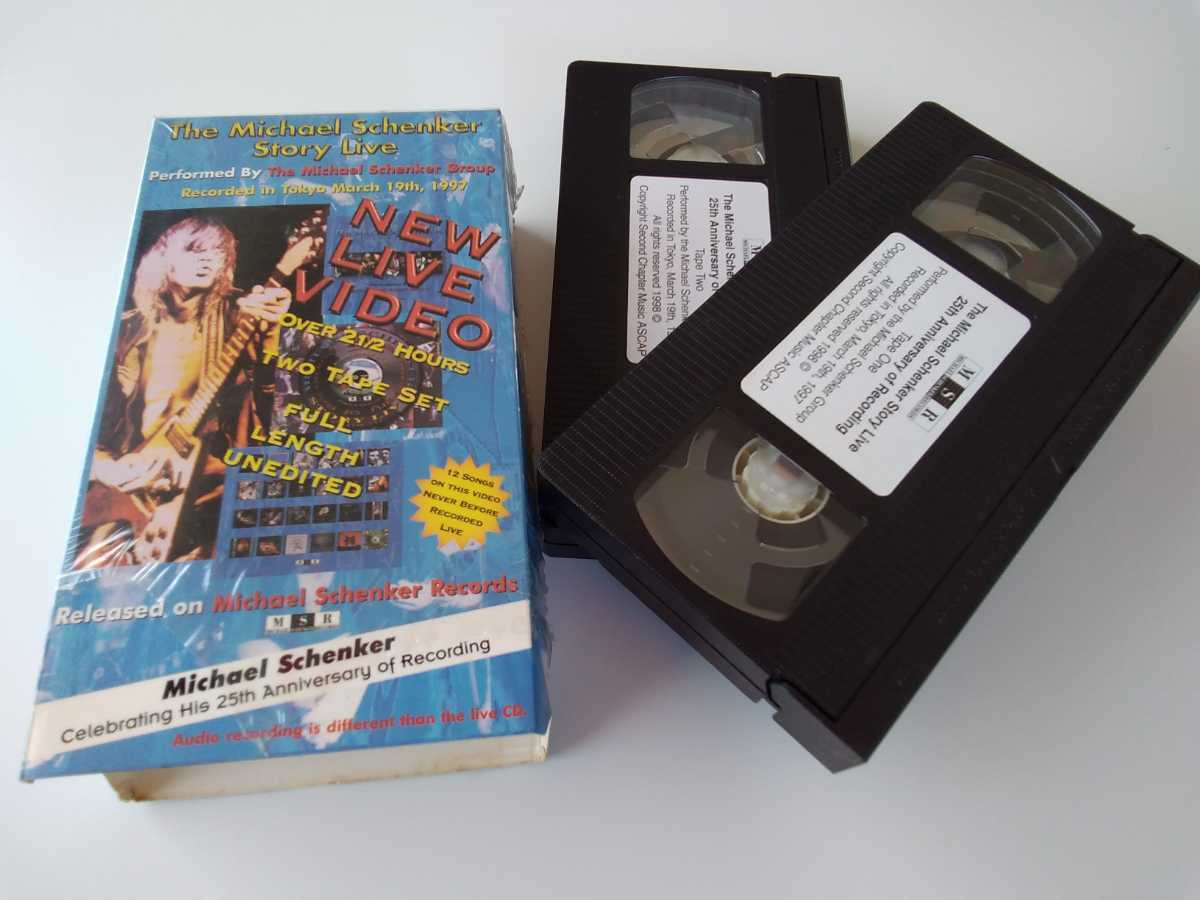 The Michael Schenker
Story Live
Performed By The Michael Schenker Group
Recorded in Tokyo March 19th, 1997
NEW
LIVE
VIDEO
OVER 2 1/2 HOURS
TWO TAPE SET
FULL
LENGTH
UNEDITED
12 SONGS
ON THIS VIDEO
NEVER BEFORE
RECORDED
LIVE
Released on Michael Schenker Records
M S R
Michael Schenker
Celebrating His 25th Anniversary of Recording
Audio recording is different than the live CD.
M
The Michael Schen
25th Anniversary of
Tape Two
Performed by the Michael Schenk
Recorded in Tokyo, March 19th, 1
All rights reserved 1998 ©
Copyright Second Chapter Music ASCAP
M S R
The Michael Schenker Story Live
25th Anniversary of Recording
Tape One
Performed by the Michael Schenker Group
Recorded in Tokyo, March 19th, 1997
All rights reserved 1998 ©
Copyright Second Chapter Music ASCAP